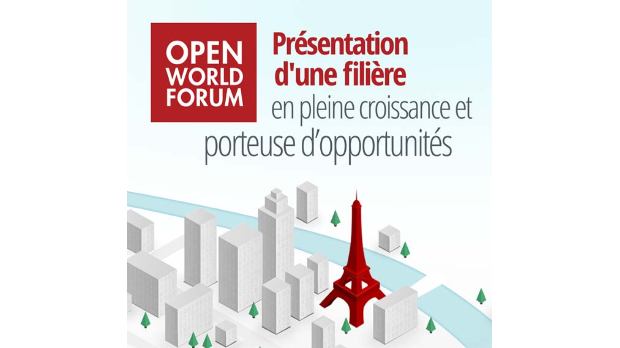 OPEN
WORLD
FORUM
Présentation
d'une filière
en pleine croissance et
porteuse d’opportunités